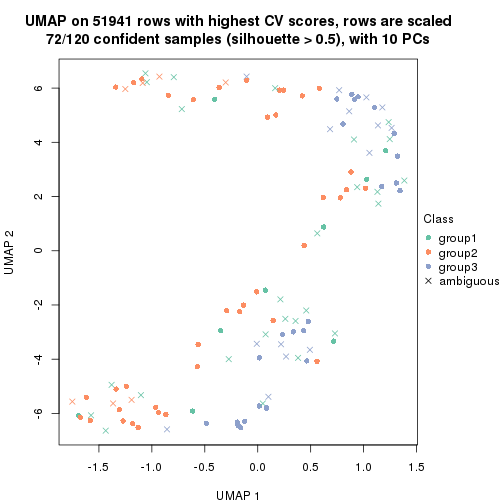 UMAP on 51941 rows with highest CV scores, rows are scaled
72/120 confident samples (silhouette > 0.5), with 10 PCs
6
4
2
0
-2
-4
-6
UMAP 2
-1.5 -1.0 -0.5 0.0 0.5 1.0 1.5
UMAP 1
Class
group1
group2
group3
ambiguous